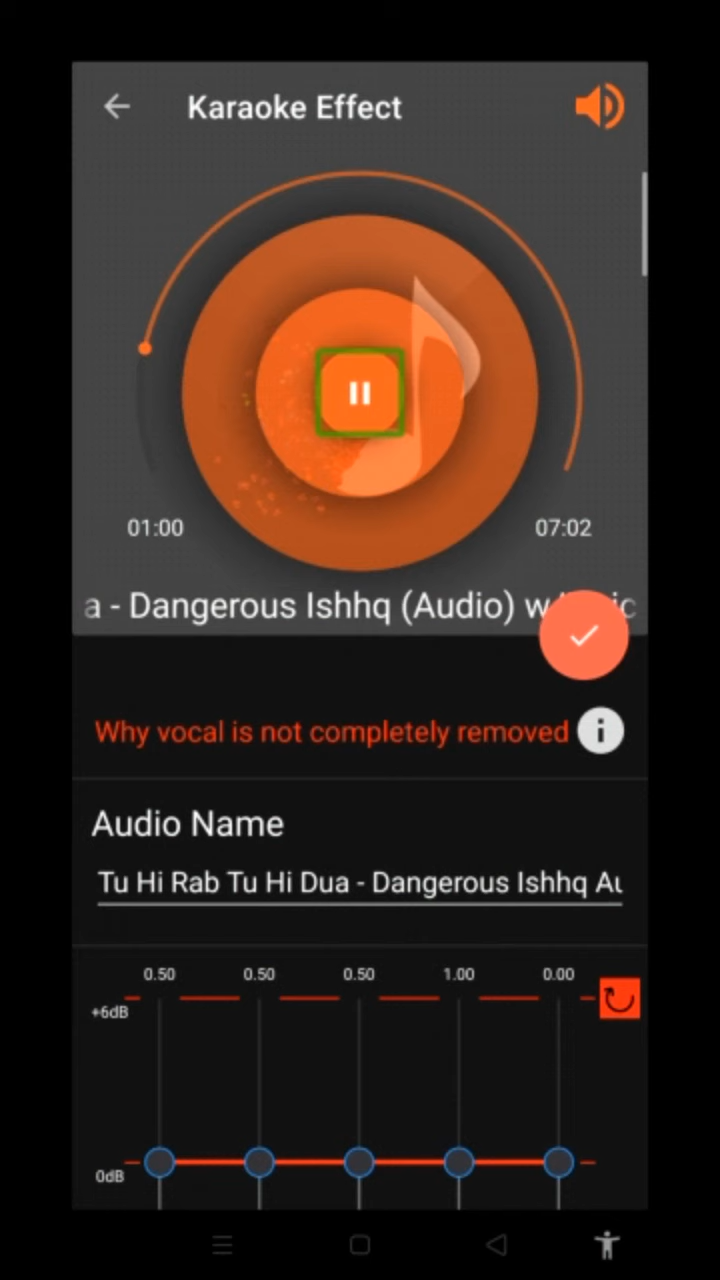 Karaoke Effect
01:00
07:02
a - Dangerous Ishhq (Audio)
Why vocal is not completely removed
Audio Name
Tu Hi Rab Tu Hi Dua - Dangerous Ishhq
0.50 0.50 0.50 1.00 0.00
+6dB
0dB